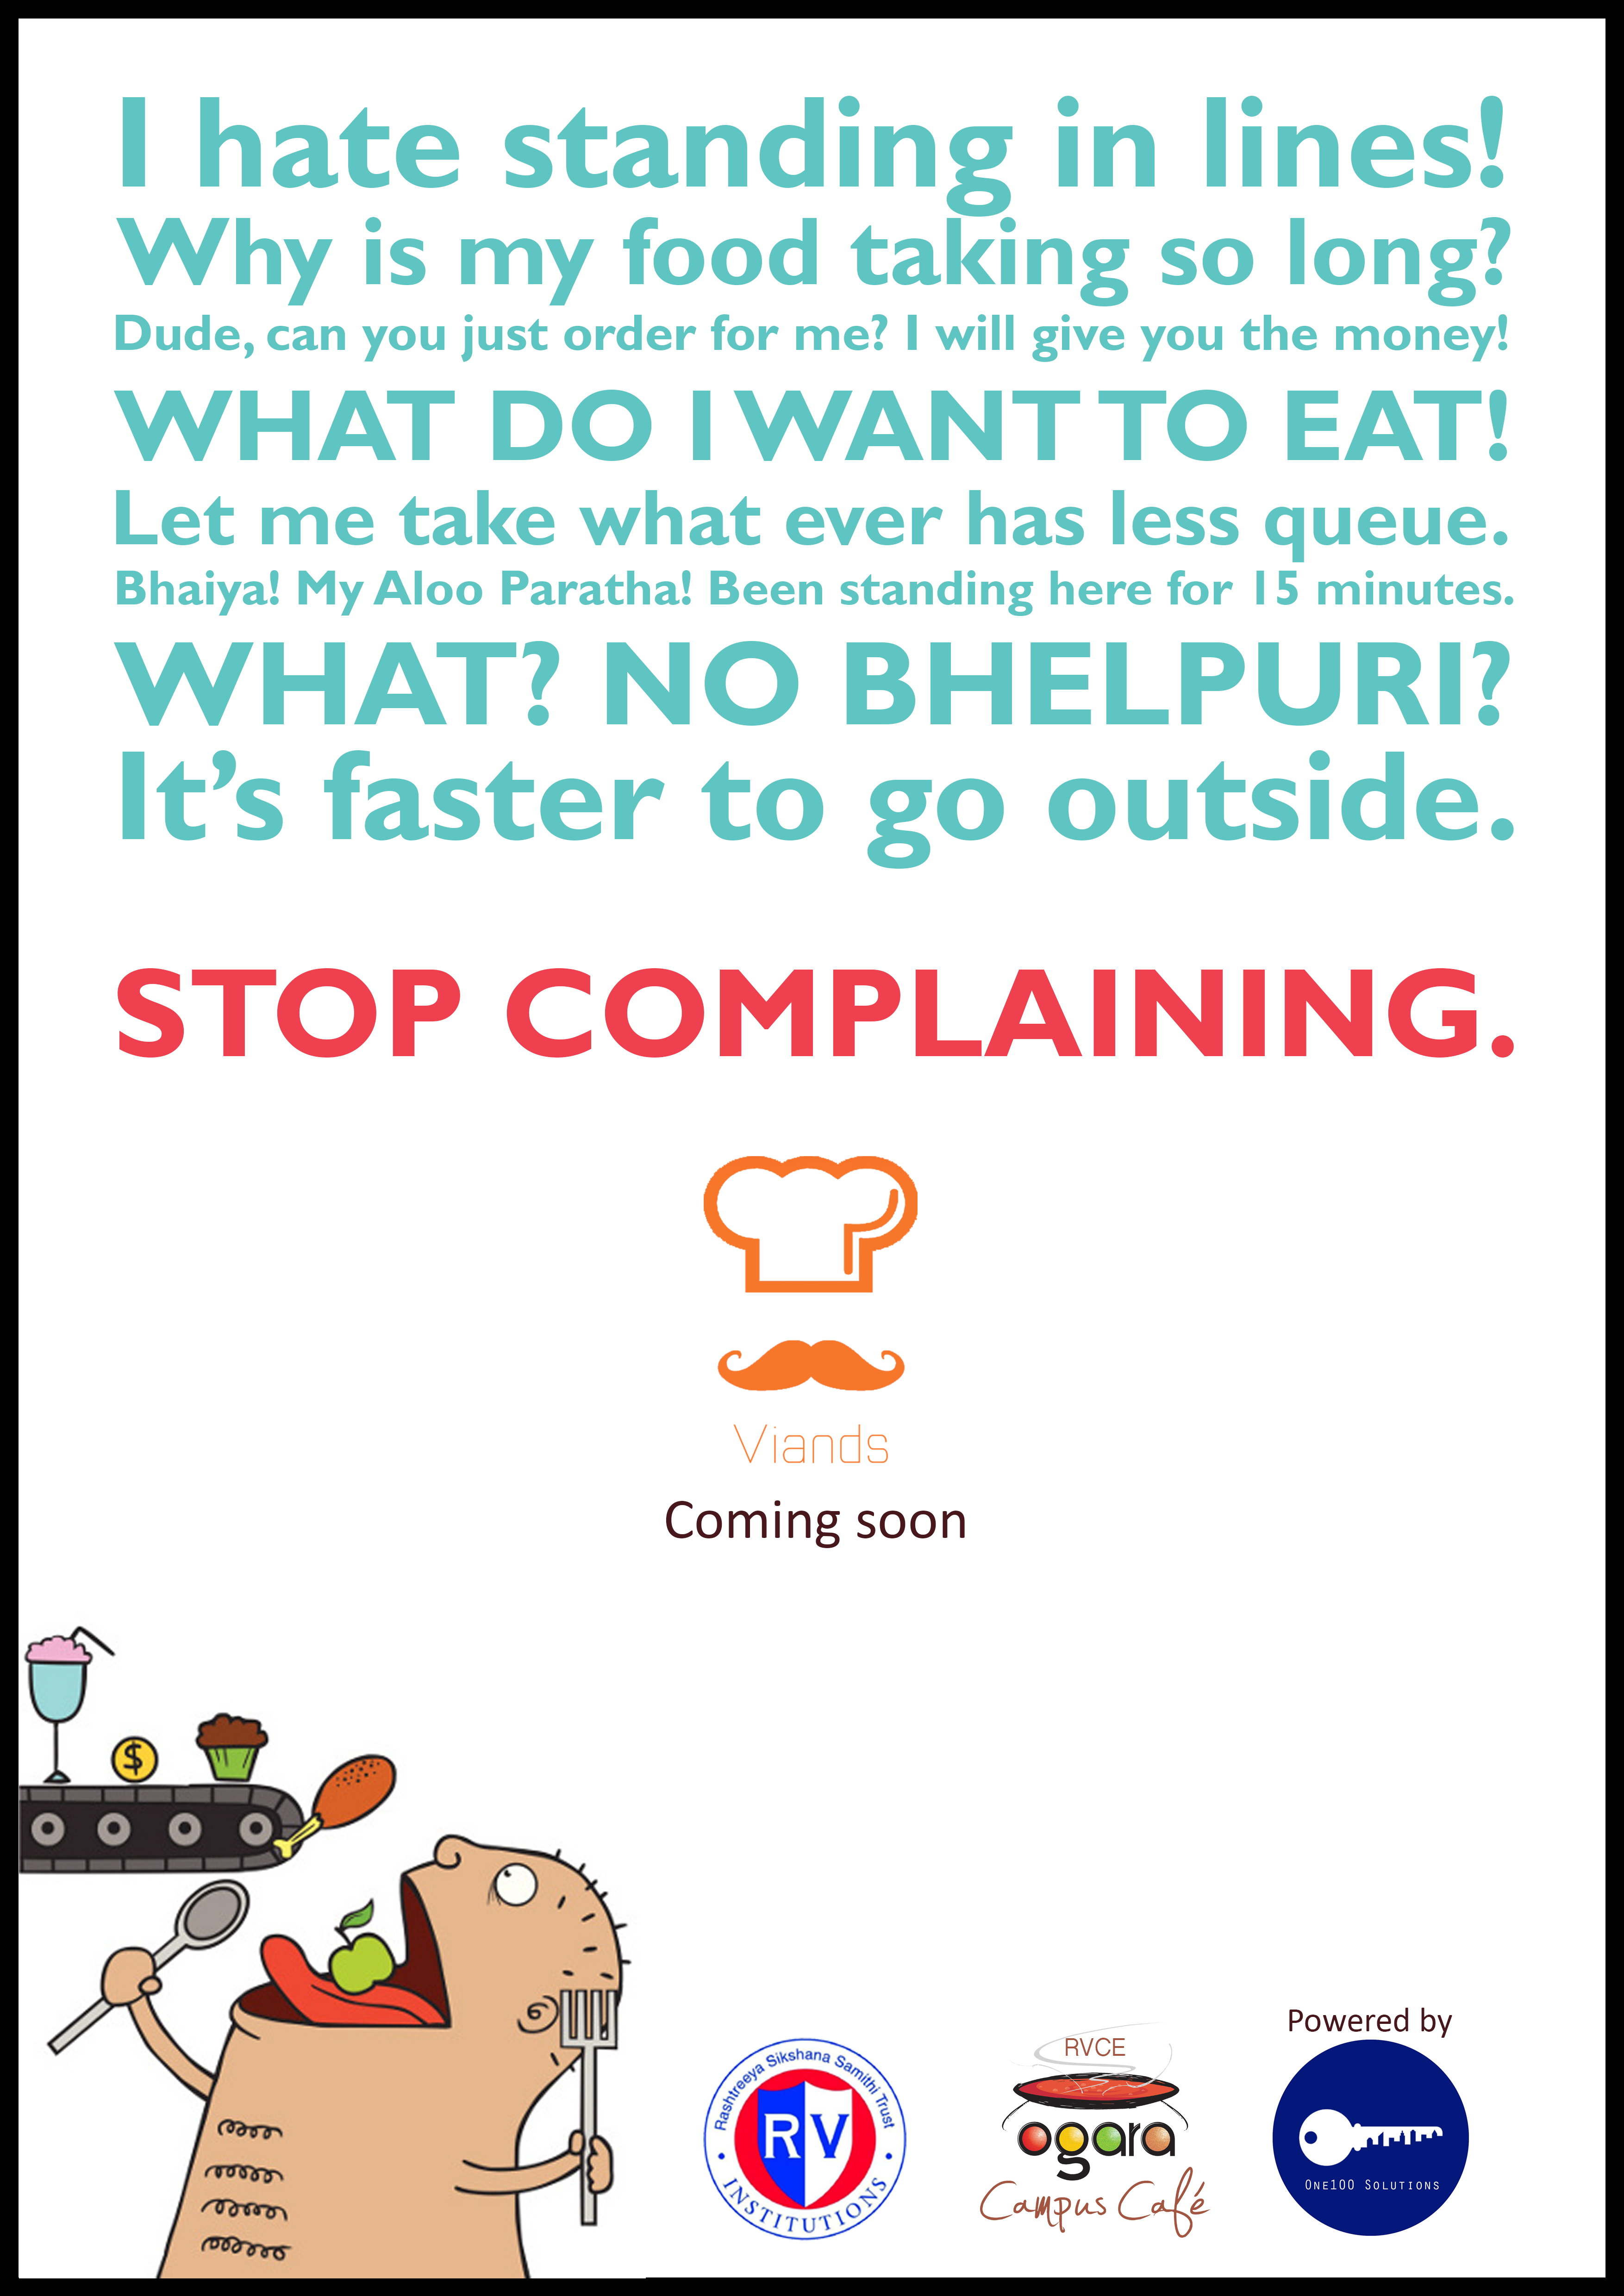 I hate standing in lines!
Why is my food taking so long?
Dude, can you just order for me? I will give you the money!
WHAT DO I WANT TO EAT!
Let me take what ever has less queue.
Bhaiya! My Aloo Paratha! Been standing here for 15 minutes.
WHAT? NO BHELPURI?
It's faster to go outside.
STOP COMPLAINING.
Viands
Coming soon
$
Rashtreeya Sikshana Samithi Trust
RV
• INSTITUTIONS •
RVCE
ogara
Campus Café
Powered by
ONE100 SOLUTIONS